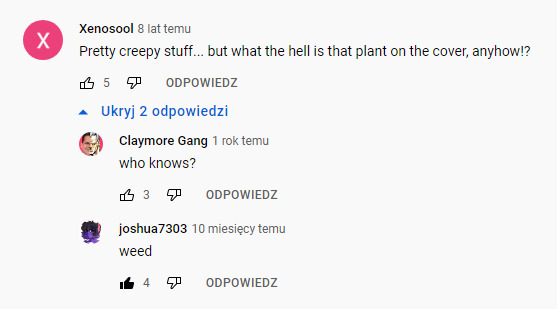 X
Xenosool 8 lat temu
Pretty creepy stuff... but what the hell is that plant on the cover, anyhow!?
5 ODPOWIEDZ
Ukryj 2 odpowiedzi
Claymore Gang 1 rok temu
who knows?
3 ODPOWIEDZ
joshua7303 10 miesięcy temu
weed
4 ODPOWIEDZ